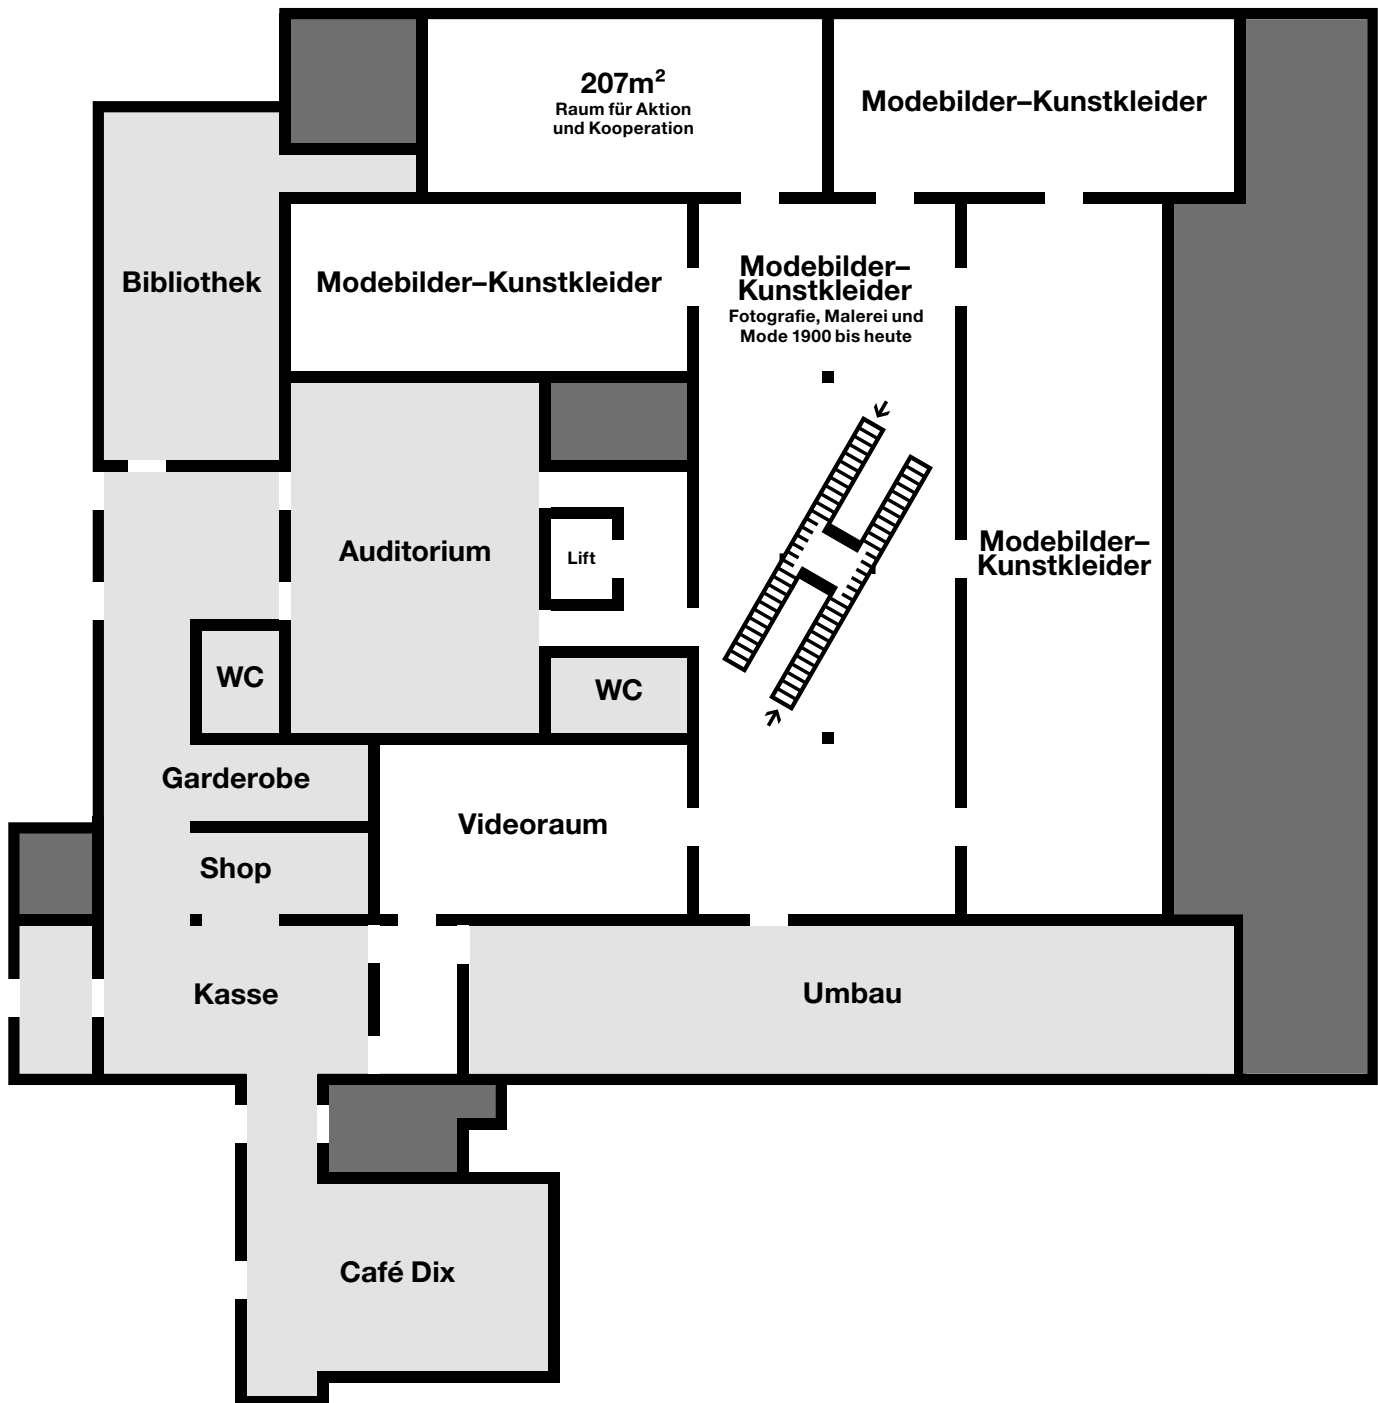 207m²
Raum für Aktion
und Kooperation
Modebilder–Kunstkleider
Bibliothek
Modebilder–Kunstkleider
Modebilder–
Kunstkleider
Fotografie, Malerei und
Mode 1900 bis heute
Auditorium
Lift
Modebilder–
Kunstkleider
WC
WC
Garderobe
Videoraum
Shop
Kasse
Umbau
Café Dix